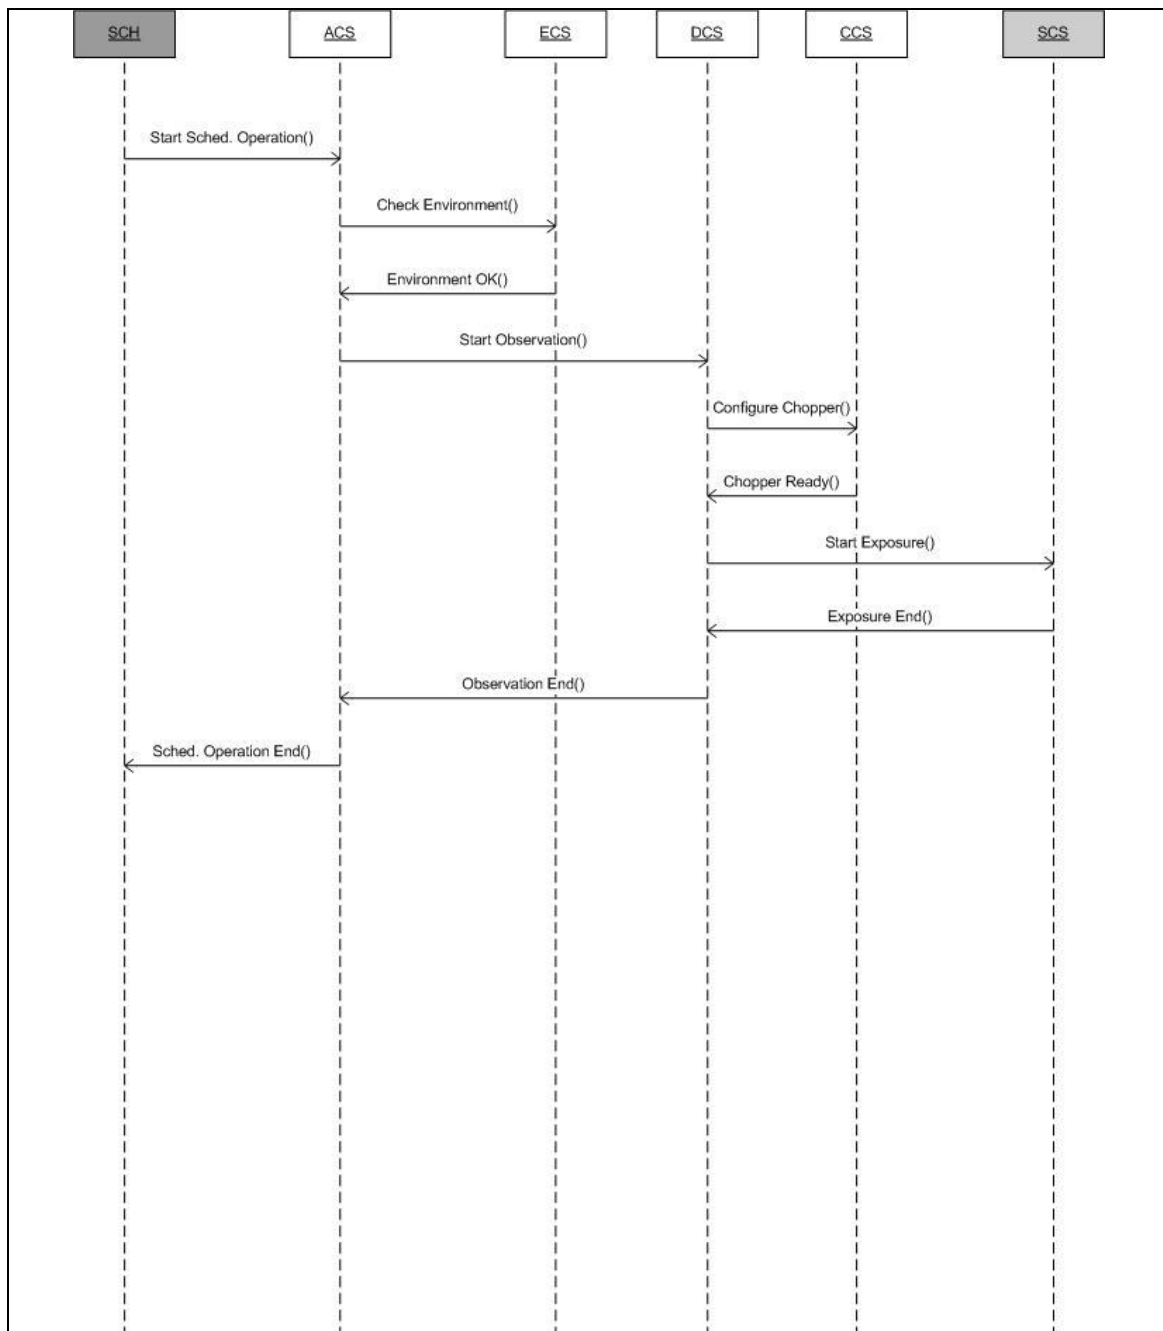 SCH
ACS
ECS
DCS
CCS
SCS
Start Sched. Operation()
Check Environment()
Environment OK()
Start Observation()
Configure Chopper()
Chopper Ready()
Start Exposure()
Exposure End()
Observation End()
Sched. Operation End()